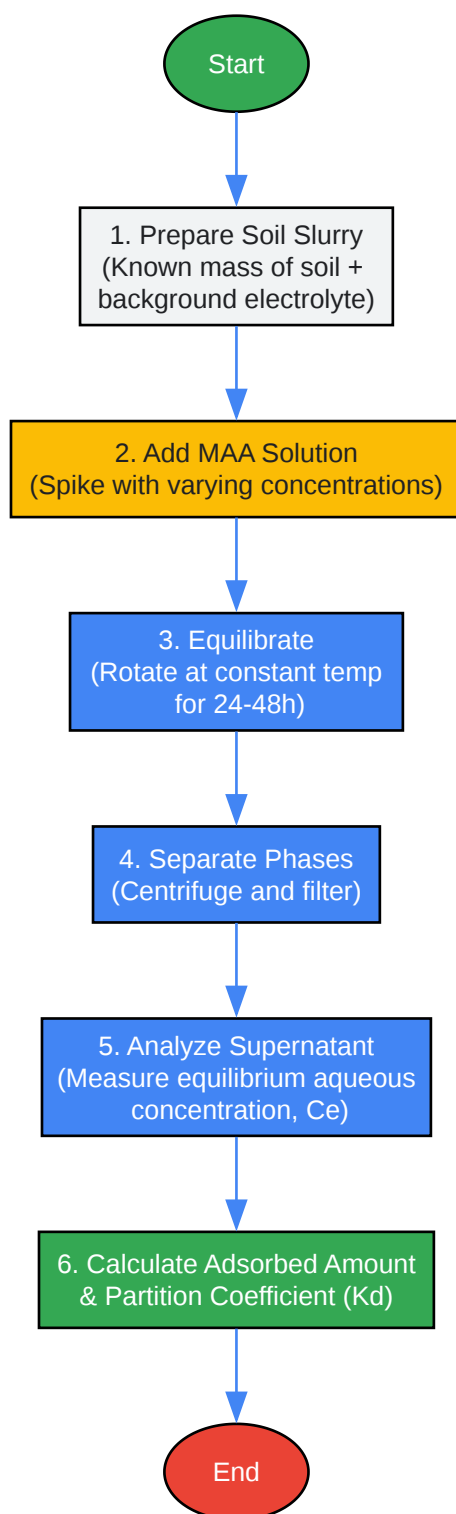 Start
1. Prepare Soil Slurry
(Known mass of soil +
background electrolyte)
2. Add MAA Solution
(Spike with varying concentrations)
3. Equilibrate
(Rotate at constant temp
for 24-48h)
4. Separate Phases
(Centrifuge and filter)
5. Analyze Supernatant
(Measure equilibrium aqueous
concentration, Ce)
6. Calculate Adsorbed Amount
& Partition Coefficient (Kd)
End